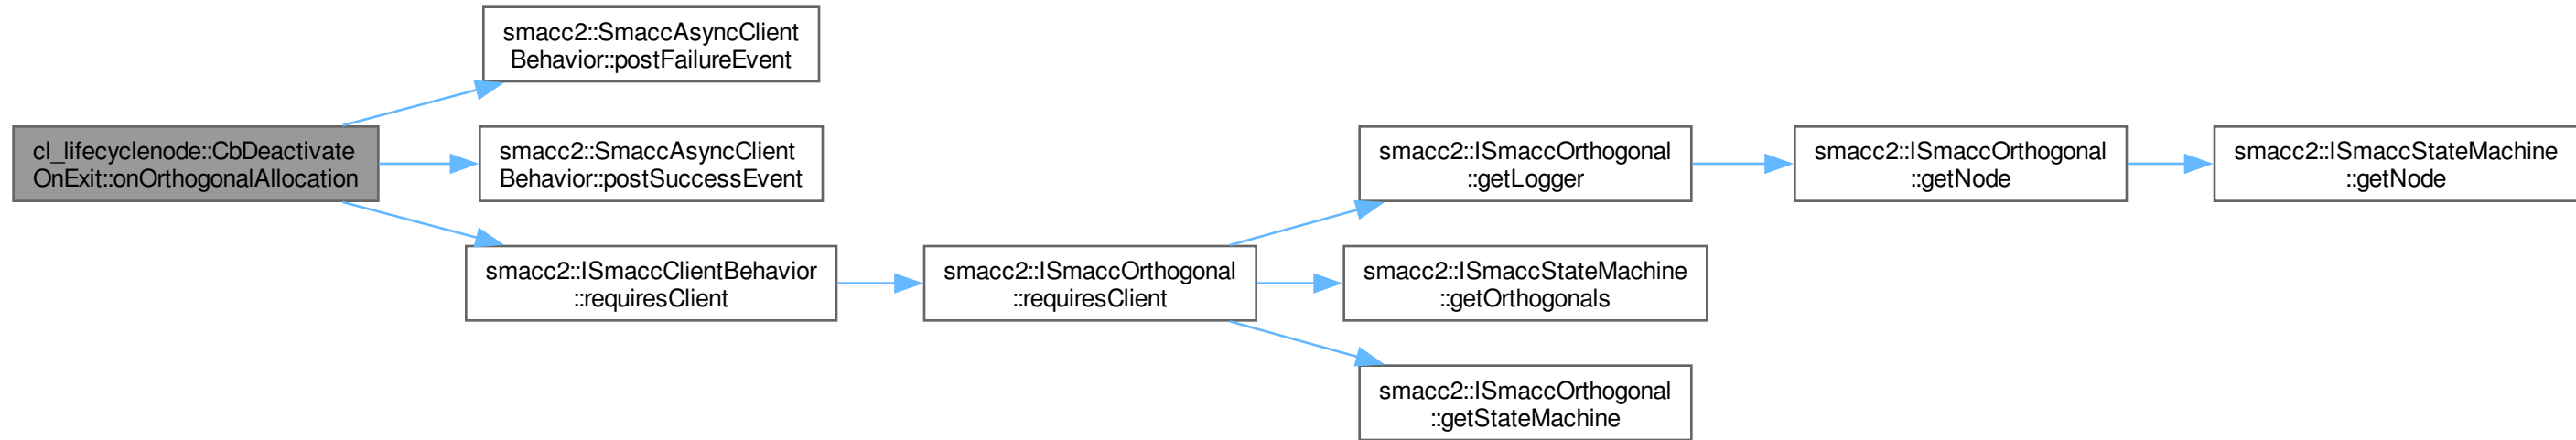 smacc2::SmaccAsyncClient
Behavior::postFailureEvent
cl_lifecyclenode::CbDeactivate
OnExit::onOrthogonalAllocation
smacc2::SmaccAsyncClient
Behavior::postSuccessEvent
smacc2::ISmaccClientBehavior
::requiresClient
smacc2::ISmaccOrthogonal
::requiresClient
smacc2::ISmaccOrthogonal
::getLogger
smacc2::ISmaccOrthogonal
::getNode
smacc2::ISmaccStateMachine
::getNode
smacc2::ISmaccStateMachine
::getOrthogonals
smacc2::ISmaccOrthogonal
::getStateMachine